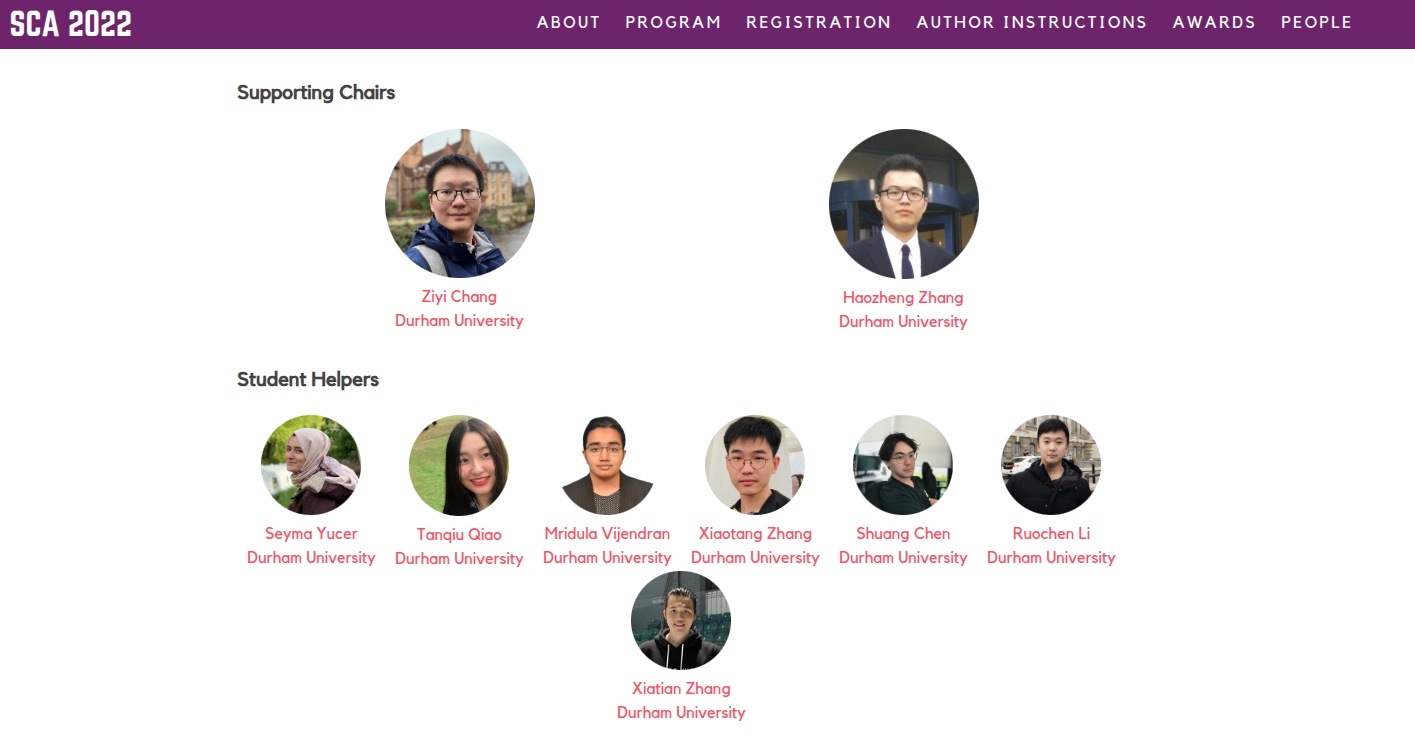 SCA 2022
ABOUT PROGRAM REGISTRATION AUTHOR INSTRUCTIONS AWARDS PEOPLE
Supporting Chairs
Ziyi Chang
Durham University
Haozheng Zhang
Durham University
Student Helpers
Seyma Yucer
Durham University
Tanqiu Qiao
Durham University
Mridula Vijendran
Durham University
Xiaotang Zhang
Durham University
Shuang Chen
Durham University
Ruochen Li
Durham University
Xiatian Zhang
Durham University